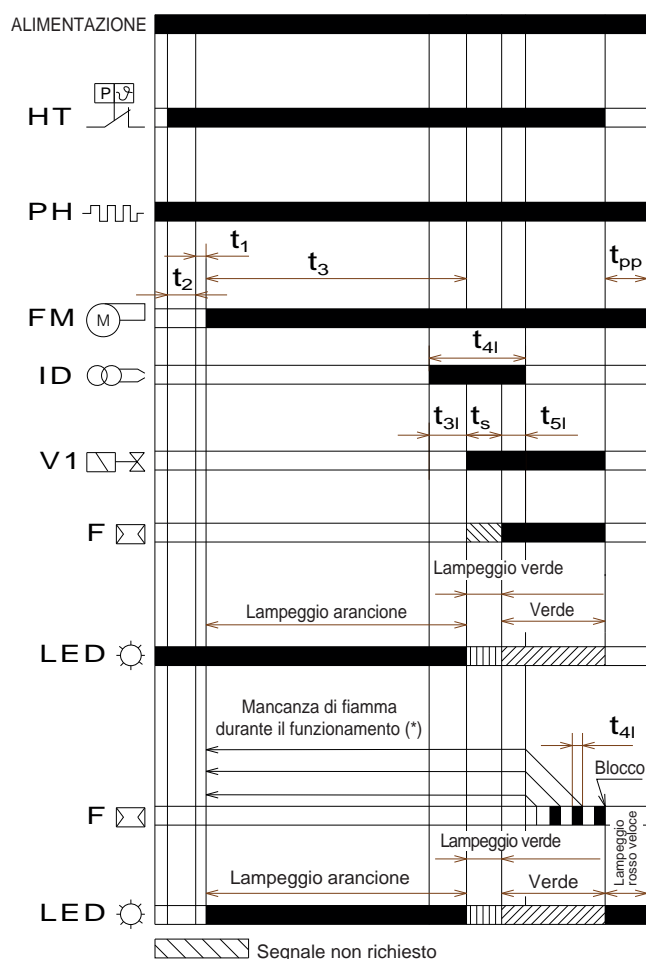 ALIMENTAZIONE
P ϑ
HT
PH
t1
t3
tpp
t2
FM M
t4l
ID
t3l ts t5l
V1
F
Lampeggio verde
Lampeggio arancione Verde
LED
Mancanza di fiamma
durante il funzionamento (*)
t4l
Blocco
F
Lampeggio verde
Lampeggio
rosso veloce
Lampeggio arancione Verde
LED
Segnale non richiesto